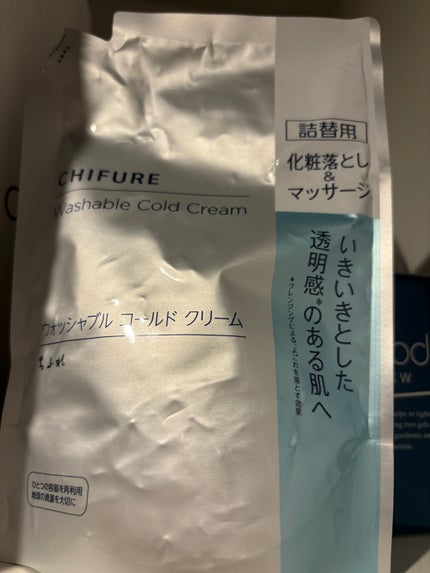 CHIFURE
Washable Cold Cream
ウォッシャブル コールド クリーム
ちふれ
ひとつの容器を再利用
地球の資源を大切に
詰替用
化粧落とし
&
マッサージ
いきいきとした
透明感*のある肌へ
*クレンジングによる、よごれを落とす効果